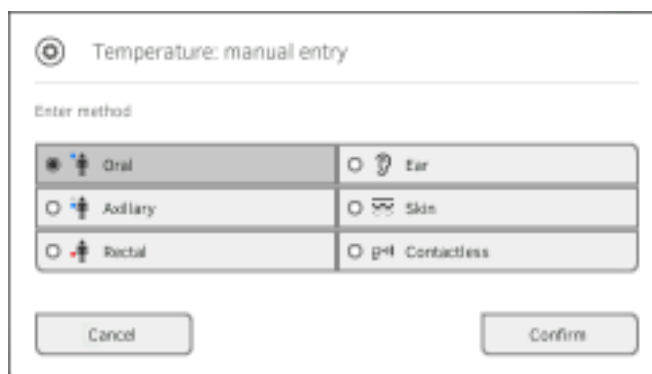 Temperature: manual entry
Enter method
Oral
Ear
Axillary
Skin
Rectal
Contactless
Cancel
Confirm